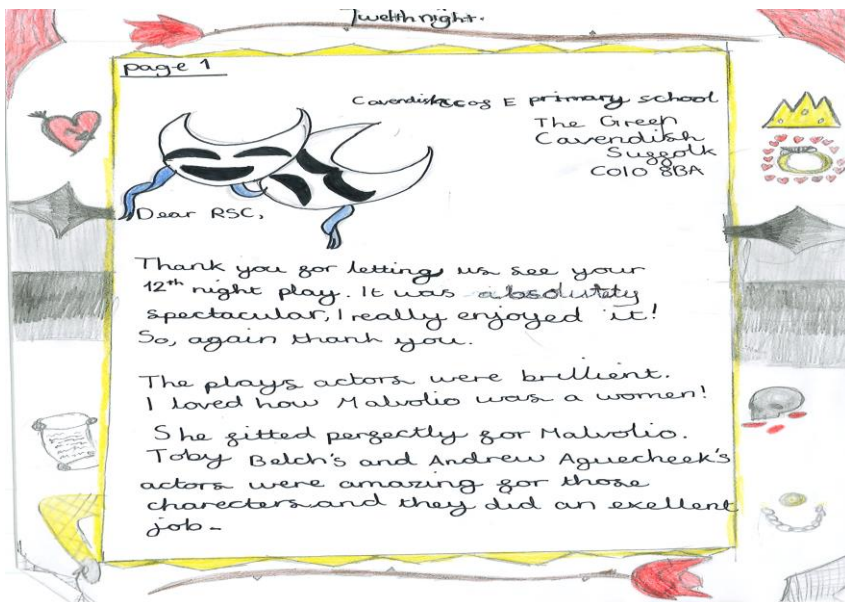 Twelth night.
page 1
Cavendish C of E primary school
The Green
Cavendish
Suffolk
CO10 8BA
Dear RSC,
Thank you for letting us see your
12th night play. It was absolutety
spectacular, I really enjoyed it!
So, again thank you.
The plays actors were brillient.
I loved how Malvolio was a women!
She fitted perfectly for Malvolio.
Toby Belch's and Andrew Aguecheek's
actors were amazing for those
charecters and they did an exellent
job.